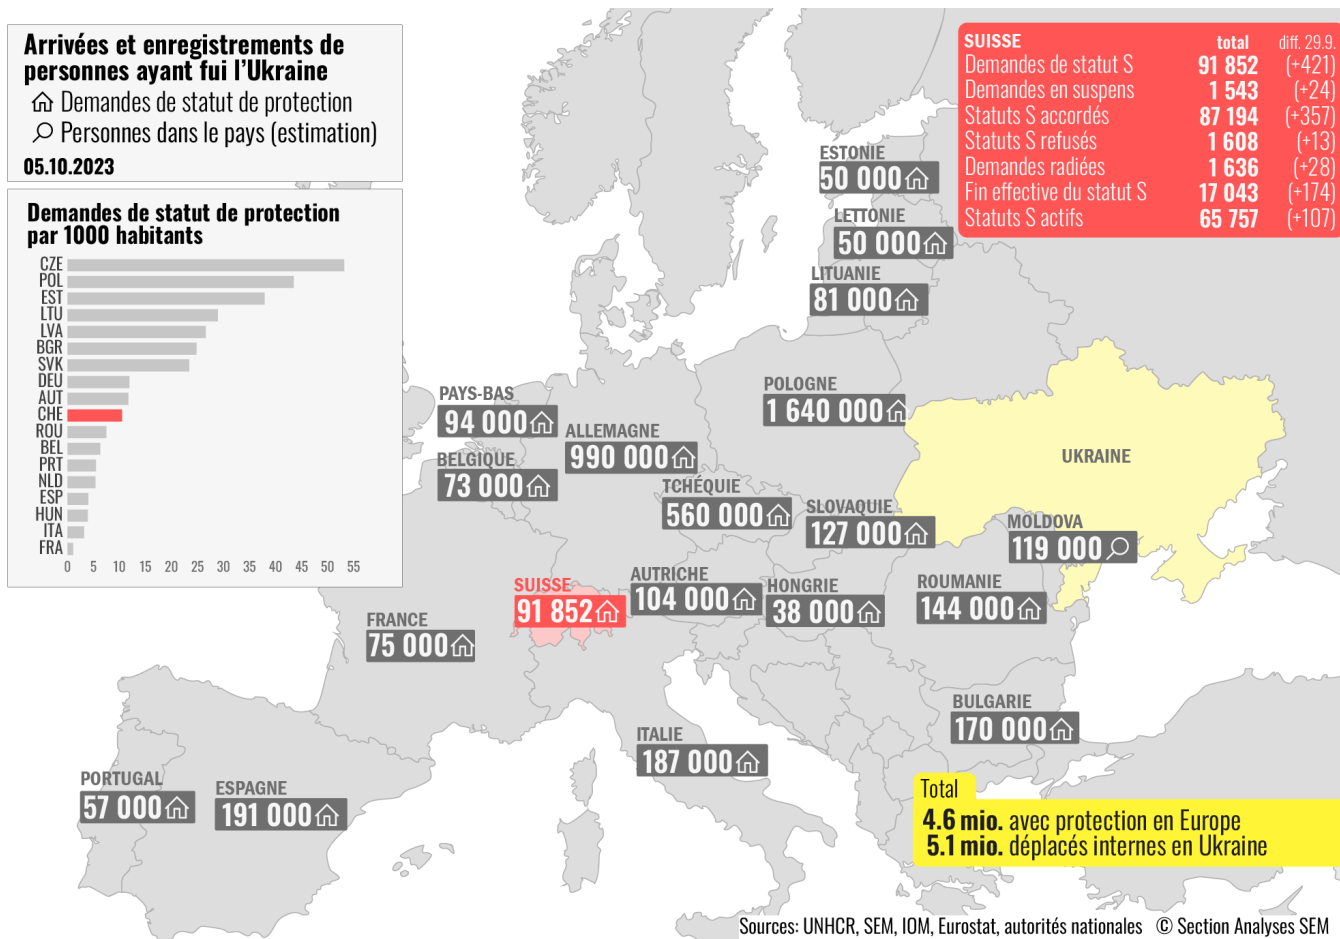 Arrivées et enregistrements de
personnes ayant fui l'Ukraine
Demandes de statut de protection
Personnes dans le pays (estimation)
05.10.2023
Demandes de statut de protection
par 1000 habitants
CZE
POL
EST
LTU
LVA
BGR
SVK
DEU
AUT
CHE
ROU
BEL
PRT
NLD
ESP
HUN
ITA
FRA
0 5 10 15 20 25 30 35 40 45 50 55
SUISSE total diff. 29.9.
Demandes de statut S 91 852 (+421)
Demandes en suspens 1 543 (+24)
Statuts S accordés 87 194 (+357)
Statuts S refusés 1 608 (+13)
Demandes radiées 1 636 (+28)
Fin effective du statut S 17 043 (+174)
Statuts S actifs 65 757 (+107)
ESTONIE
50 000
LETTONIE
50 000
LITUANIE
81 000
POLOGNE
1 640 000
PAYS-BAS
94 000
ALLEMAGNE
990 000
BELGIQUE
73 000
TCHÉQUIE
560 000
SLOVAQUIE
127 000
UKRAINE
MOLDOVA
119 000
SUISSE
91 852
AUTRICHE
104 000
HONGRIE
38 000
ROUMANIE
144 000
FRANCE
75 000
BULGARIE
170 000
ITALIE
187 000
PORTUGAL
57 000
ESPAGNE
191 000
Total
4.6 mio. avec protection en Europe
5.1 mio. déplacés internes en Ukraine
Sources: UNHCR, SEM, IOM, Eurostat, autorités nationales © Section Analyses SEM